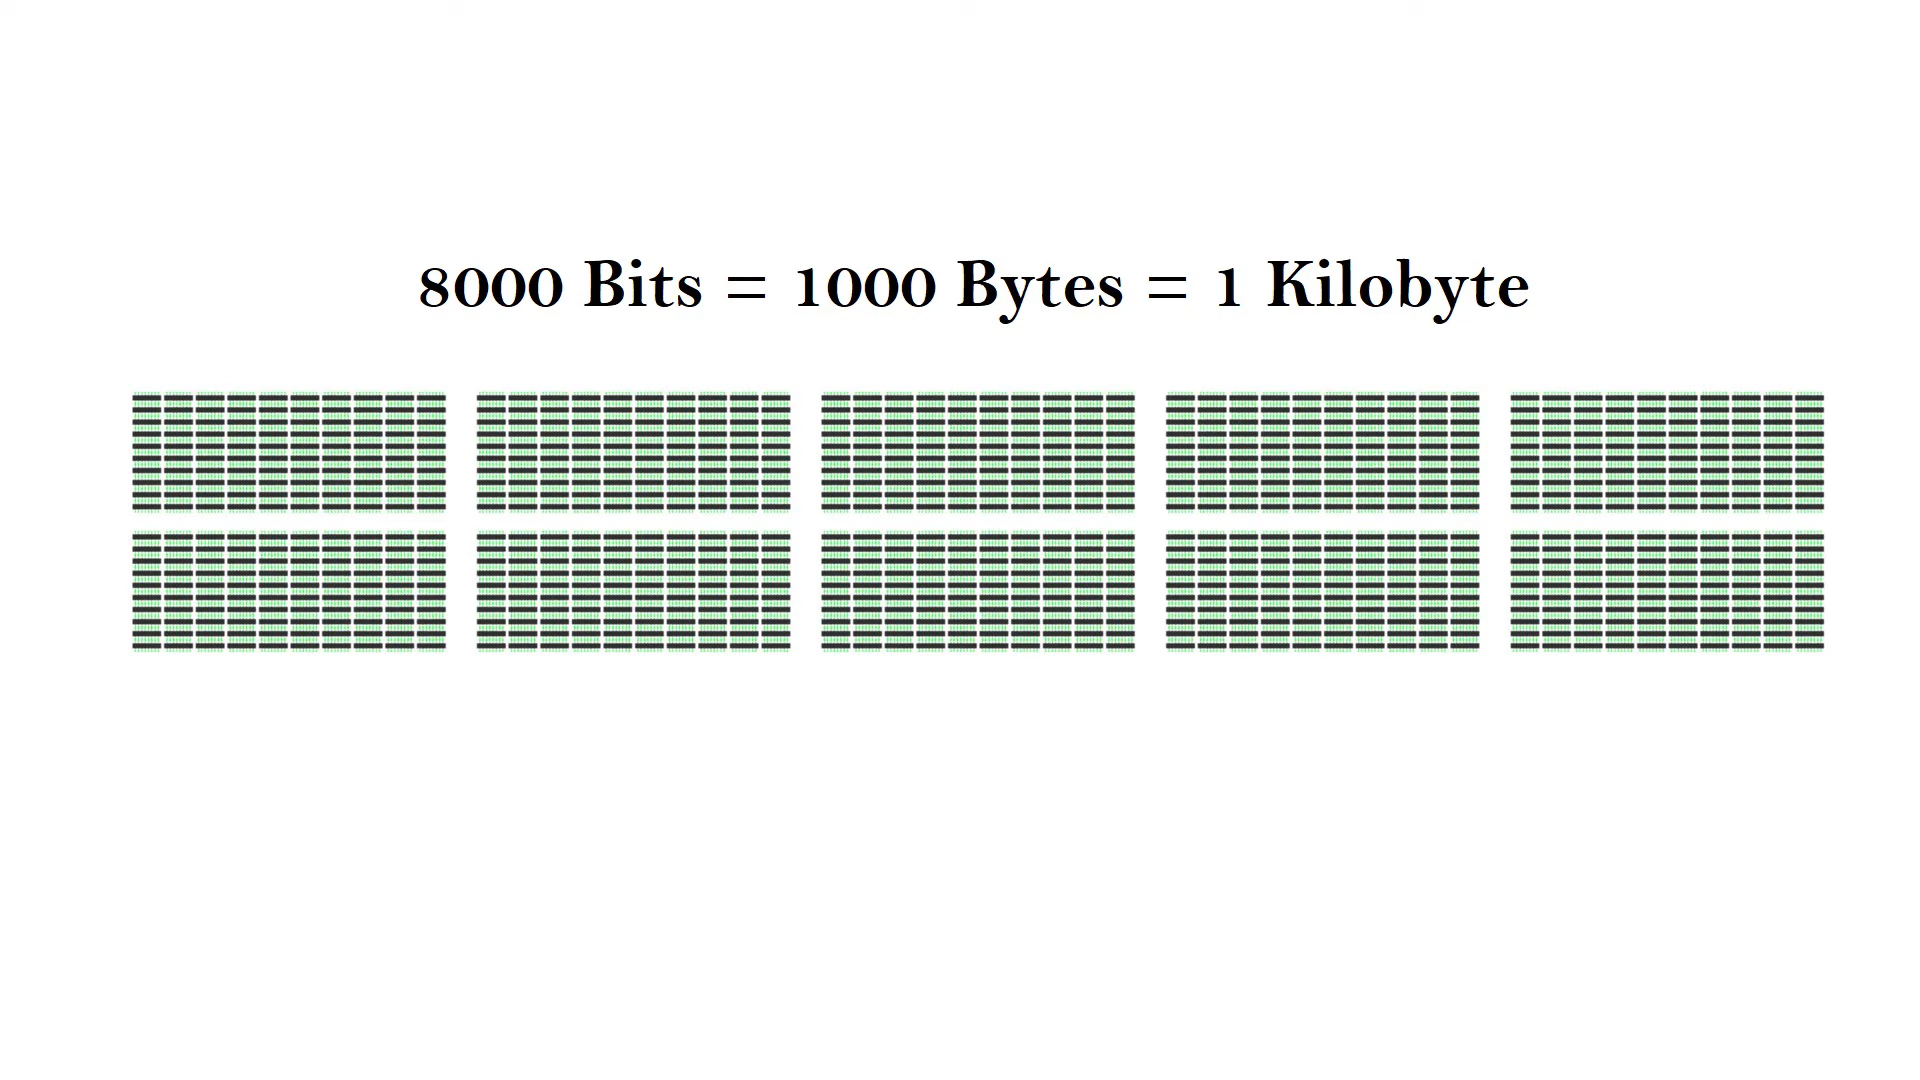 8000 Bits = 1000 Bytes = 1 Kilobyte